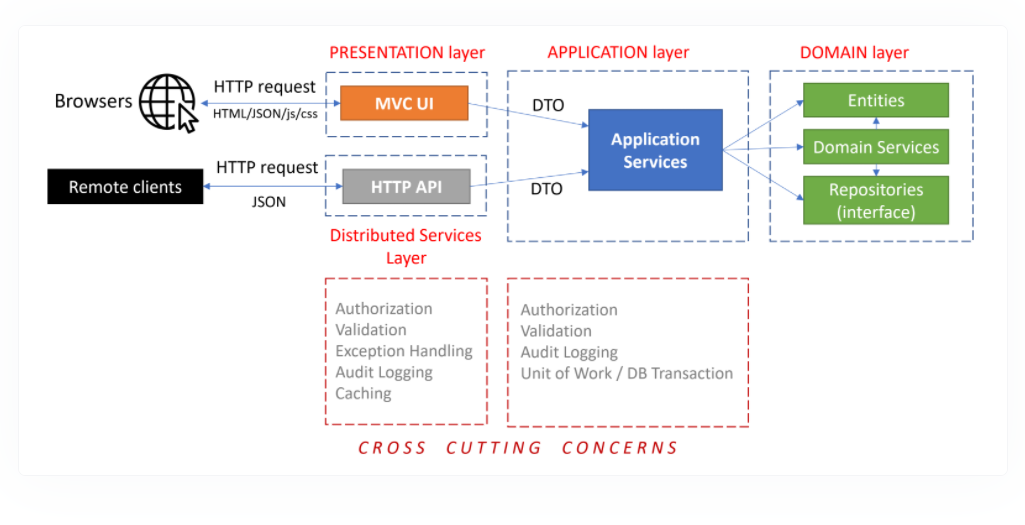 PRESENTATION layer
APPLICATION layer
DOMAIN layer
Browsers
HTTP request
HTML/JSON/js/css
MVC UI
DTO
Application
Services
Entities
Domain Services
Repositories
(interface)
Remote clients
HTTP request
JSON
HTTP API
DTO
Distributed Services
Layer
Authorization
Validation
Exception Handling
Audit Logging
Caching
Authorization
Validation
Audit Logging
Unit of Work / DB Transaction
CROSS CUTTING CONCERNS